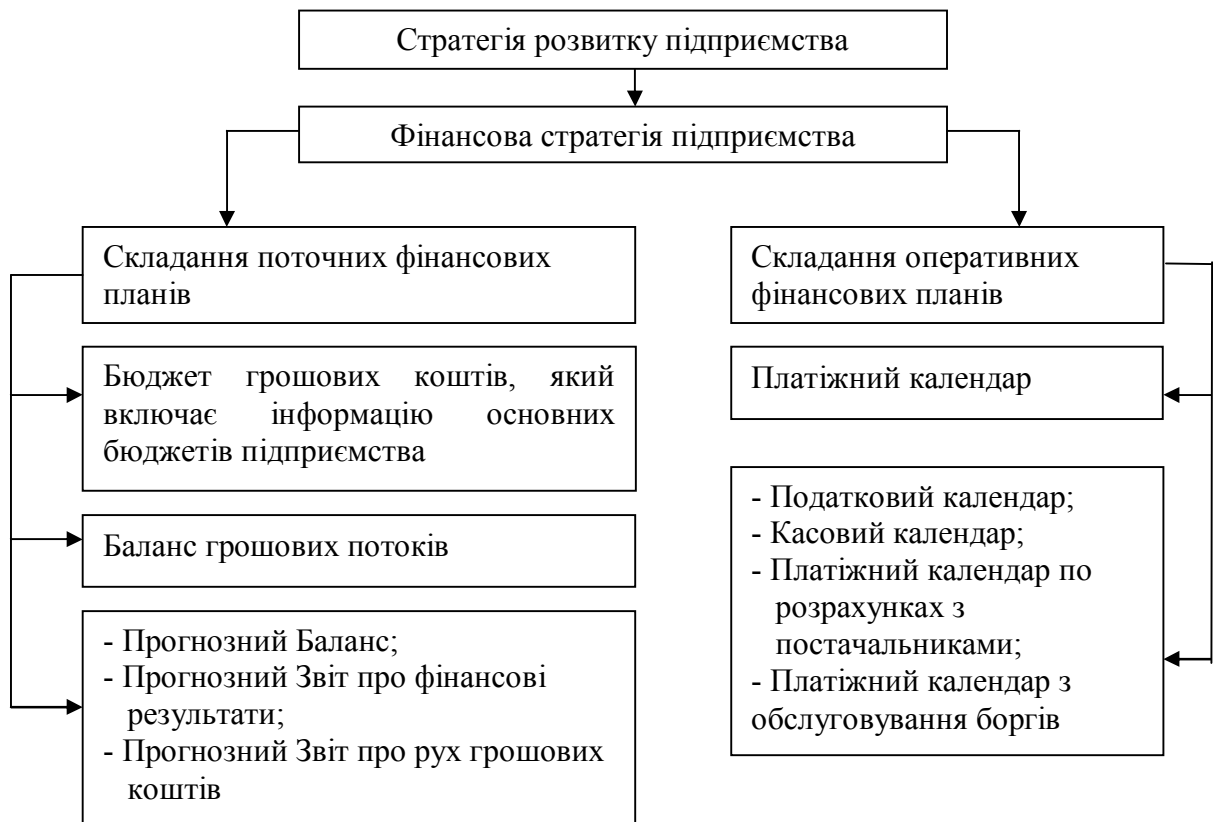 Стратегія розвитку підприємства
Фінансова стратегія підприємства
Складання поточних фінансових
планів
Бюджет грошових коштів, який
включає інформацію основних
бюджетів підприємства
Баланс грошових потоків
- Прогнозний Баланс;
- Прогнозний Звіт про фінансові
результати;
- Прогнозний Звіт про рух грошових
коштів
Складання оперативних
фінансових планів
Платіжний календар
- Податковий календар;
- Касовий календар;
- Платіжний календар по
розрахунках з
постачальниками;
- Платіжний календар з
обслуговування боргів